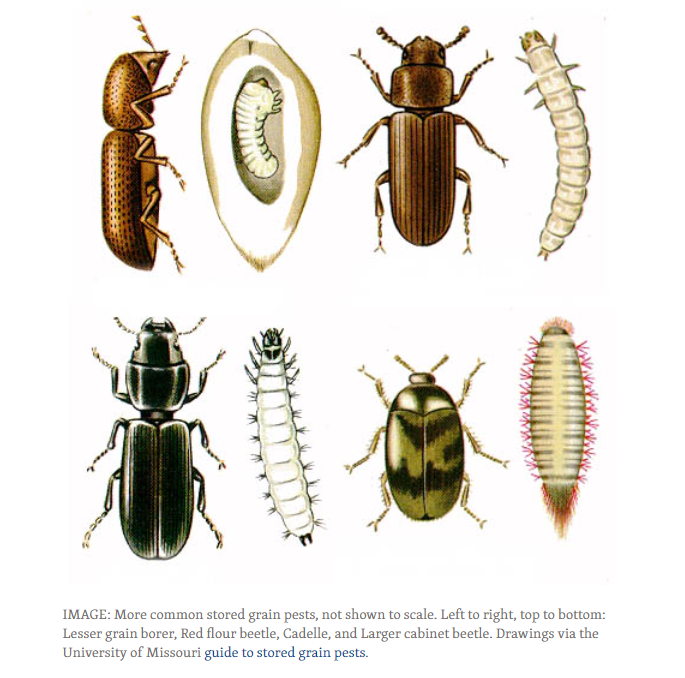 IMAGE: More common stored grain pests, not shown to scale. Left to right, top to bottom:
Lesser grain borer, Red flour beetle, Cadelle, and Larger cabinet beetle. Drawings via the
University of Missouri guide to stored grain pests.